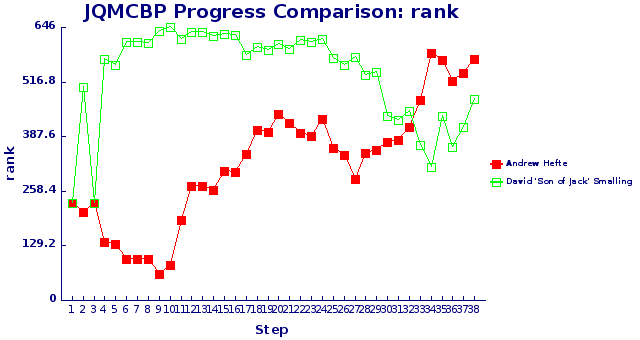 JQMCBP Progress Comparison: rank
646
516.8
387.6
258.4
129.2
0
rank
1 2 3 4 5 6 7 8 9 10 11 12 13 14 15 16 17 18 19 20 21 22 23 24 25 26 27 28 29 30 31 32 33 34 35 36 37 38
Step
Andrew Hefte
David 'Son of Jack' Smalling